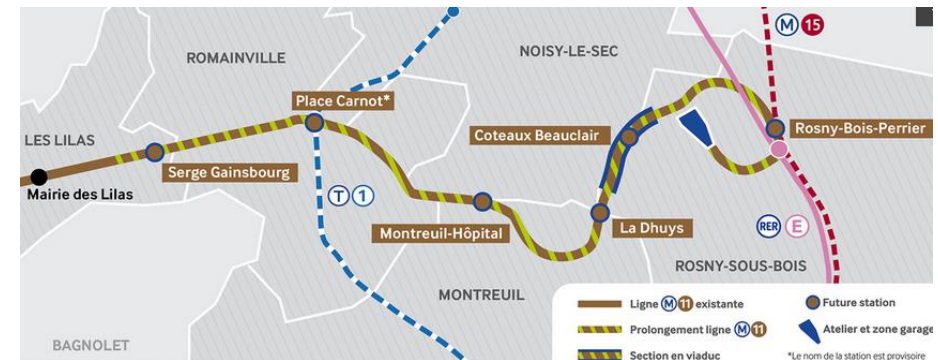 M 15
NOISY-LE-SEC
ROMAINVILLE
Place Carnot*
LES LILAS
Coteaux Beauclair
Rosny-Bois-Perrier
Serge Gainsbourg
Mairie des Lilas
T 1
Montreuil-Hôpital
La Dhuys
RER E
ROSNY-SOUS-BOIS
MONTREUIL
BAGNOLET
Ligne M 11 existante
Future station
Prolongement ligne M 11
Atelier et zone garage
Section en viaduc
*Le nom de la station est provisoire